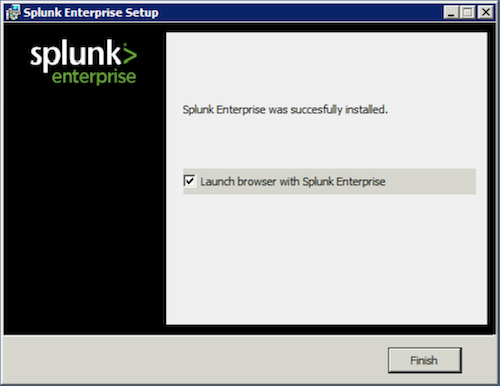 Splunk Enterprise Setup
splunk>
enterprise
Splunk Enterprise was succesfully installed.
Launch browser with Splunk Enterprise
Finish